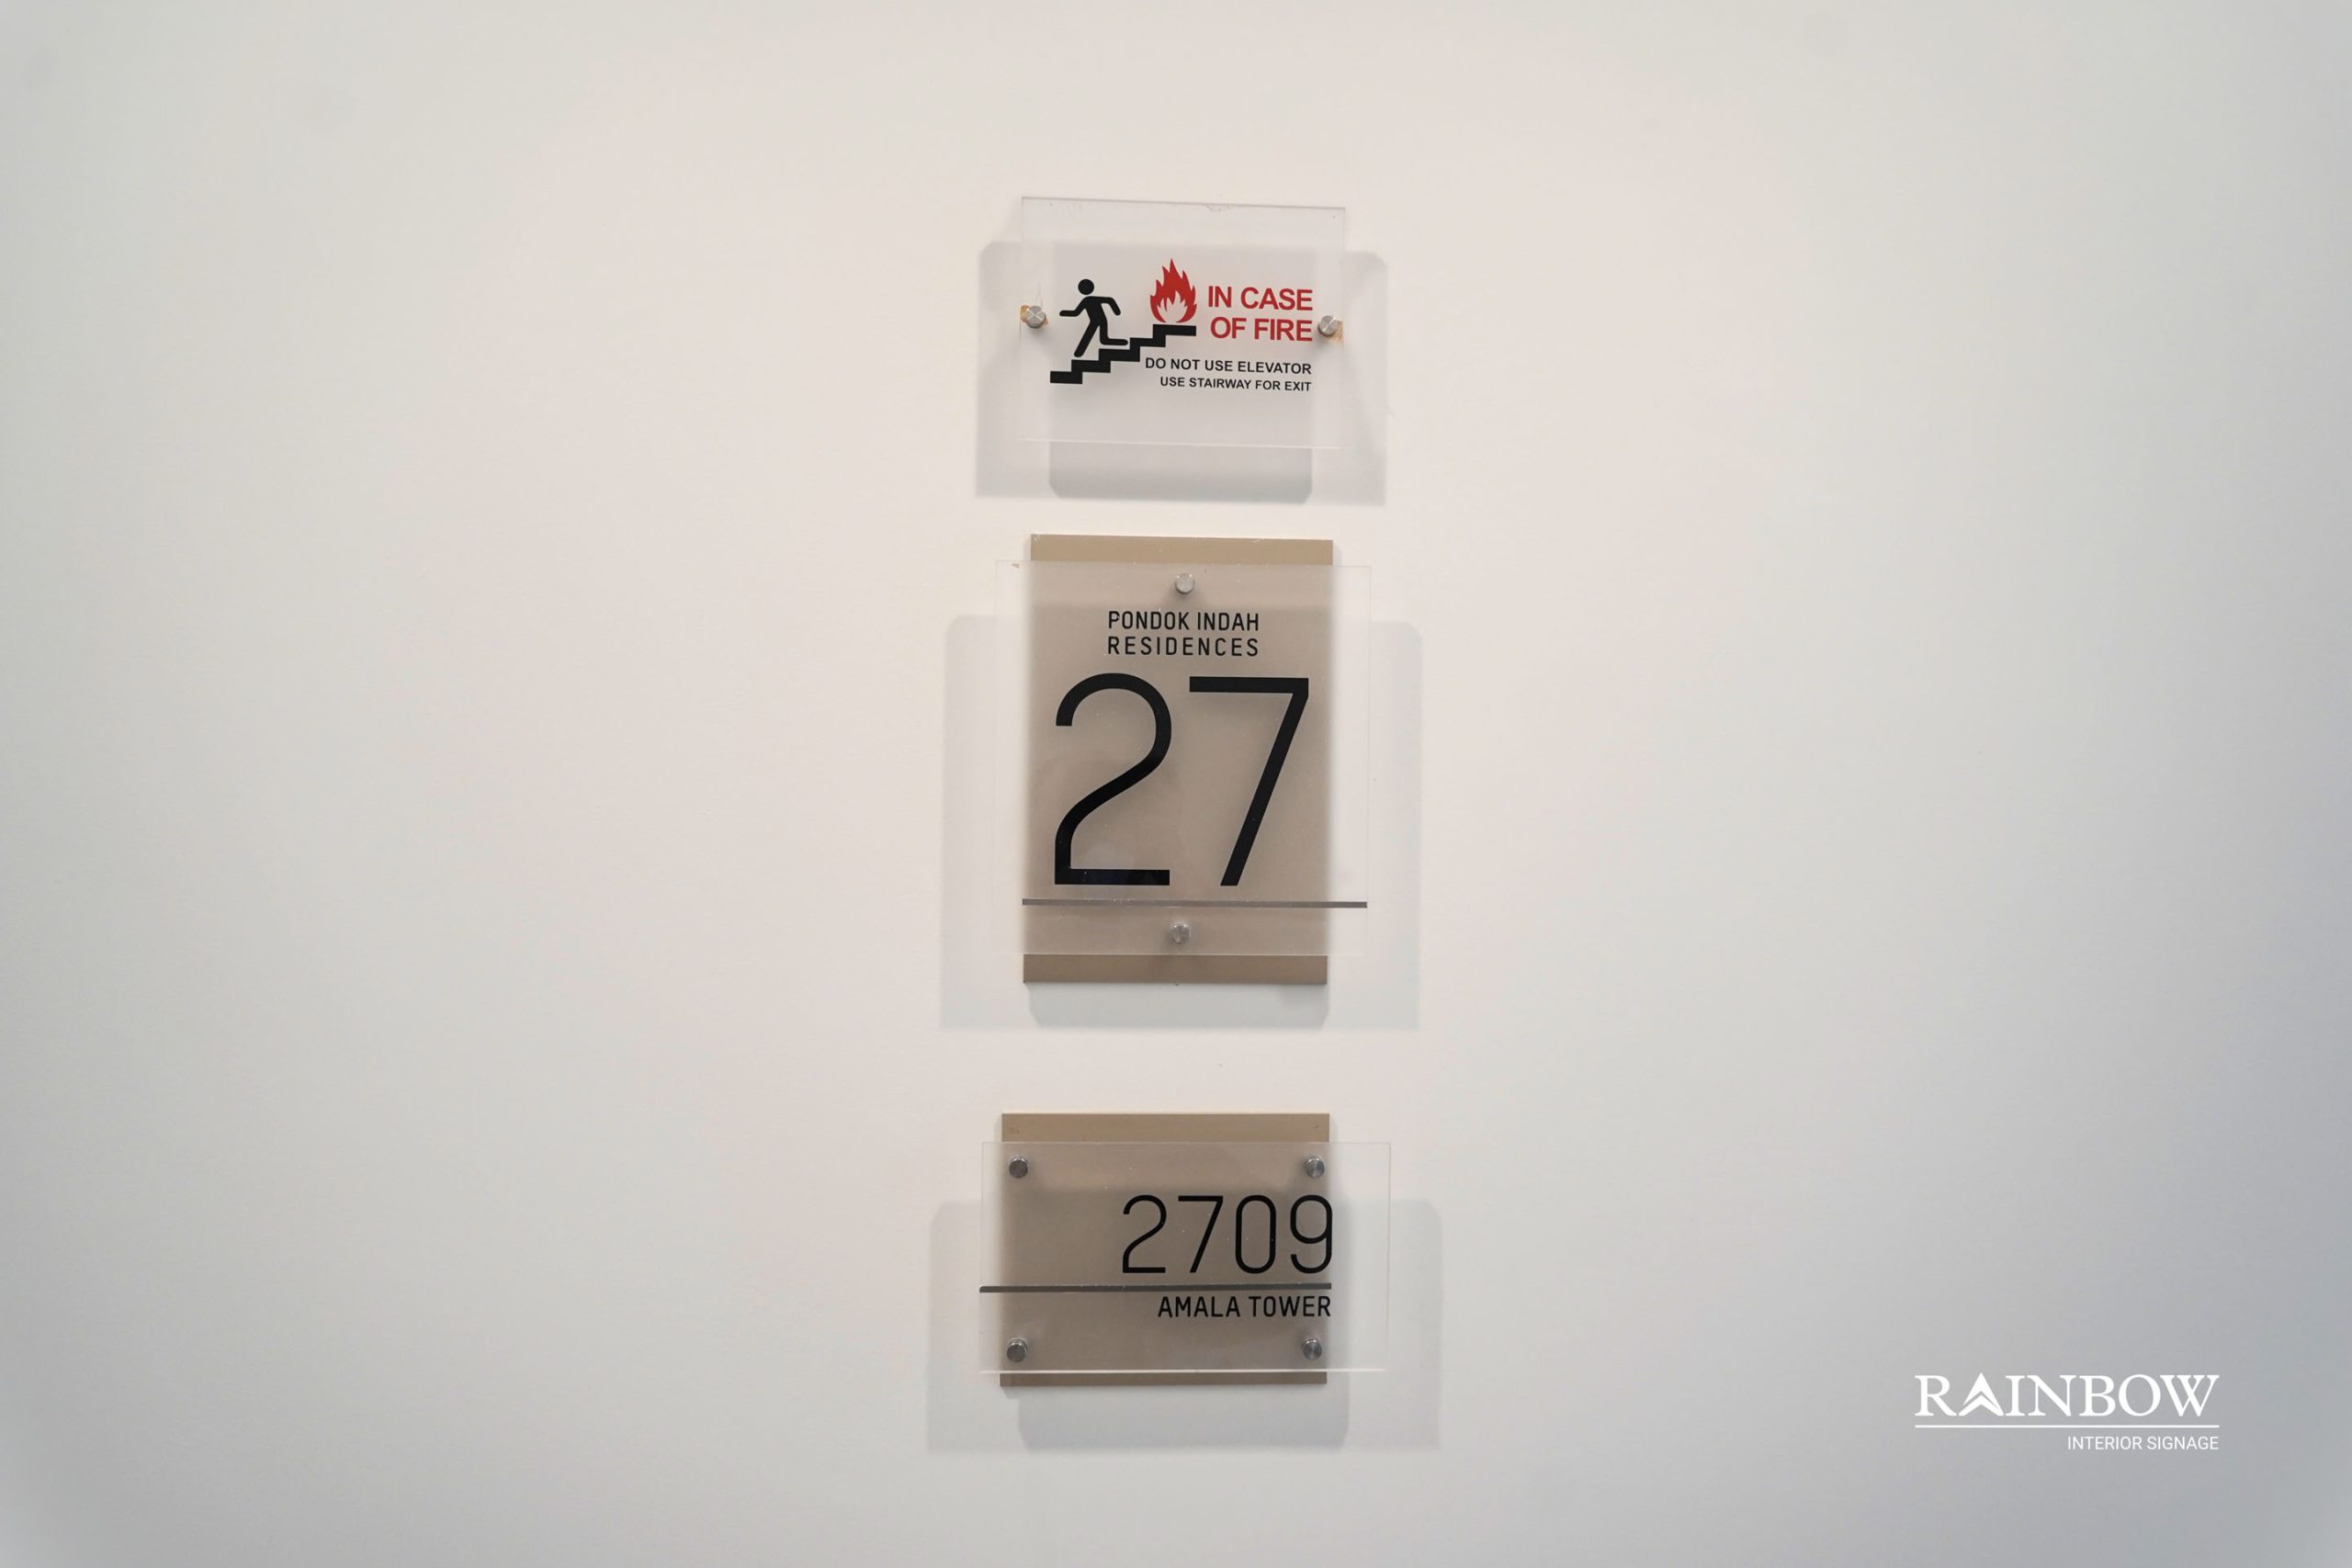 IN CASE
OF FIRE
DO NOT USE ELEVATOR
USE STAIRWAY FOR EXIT
PONDOK INDAH
RESIDENCES
27
2709
AMALA TOWER
RAINBOW
INTERIOR SIGNAGE